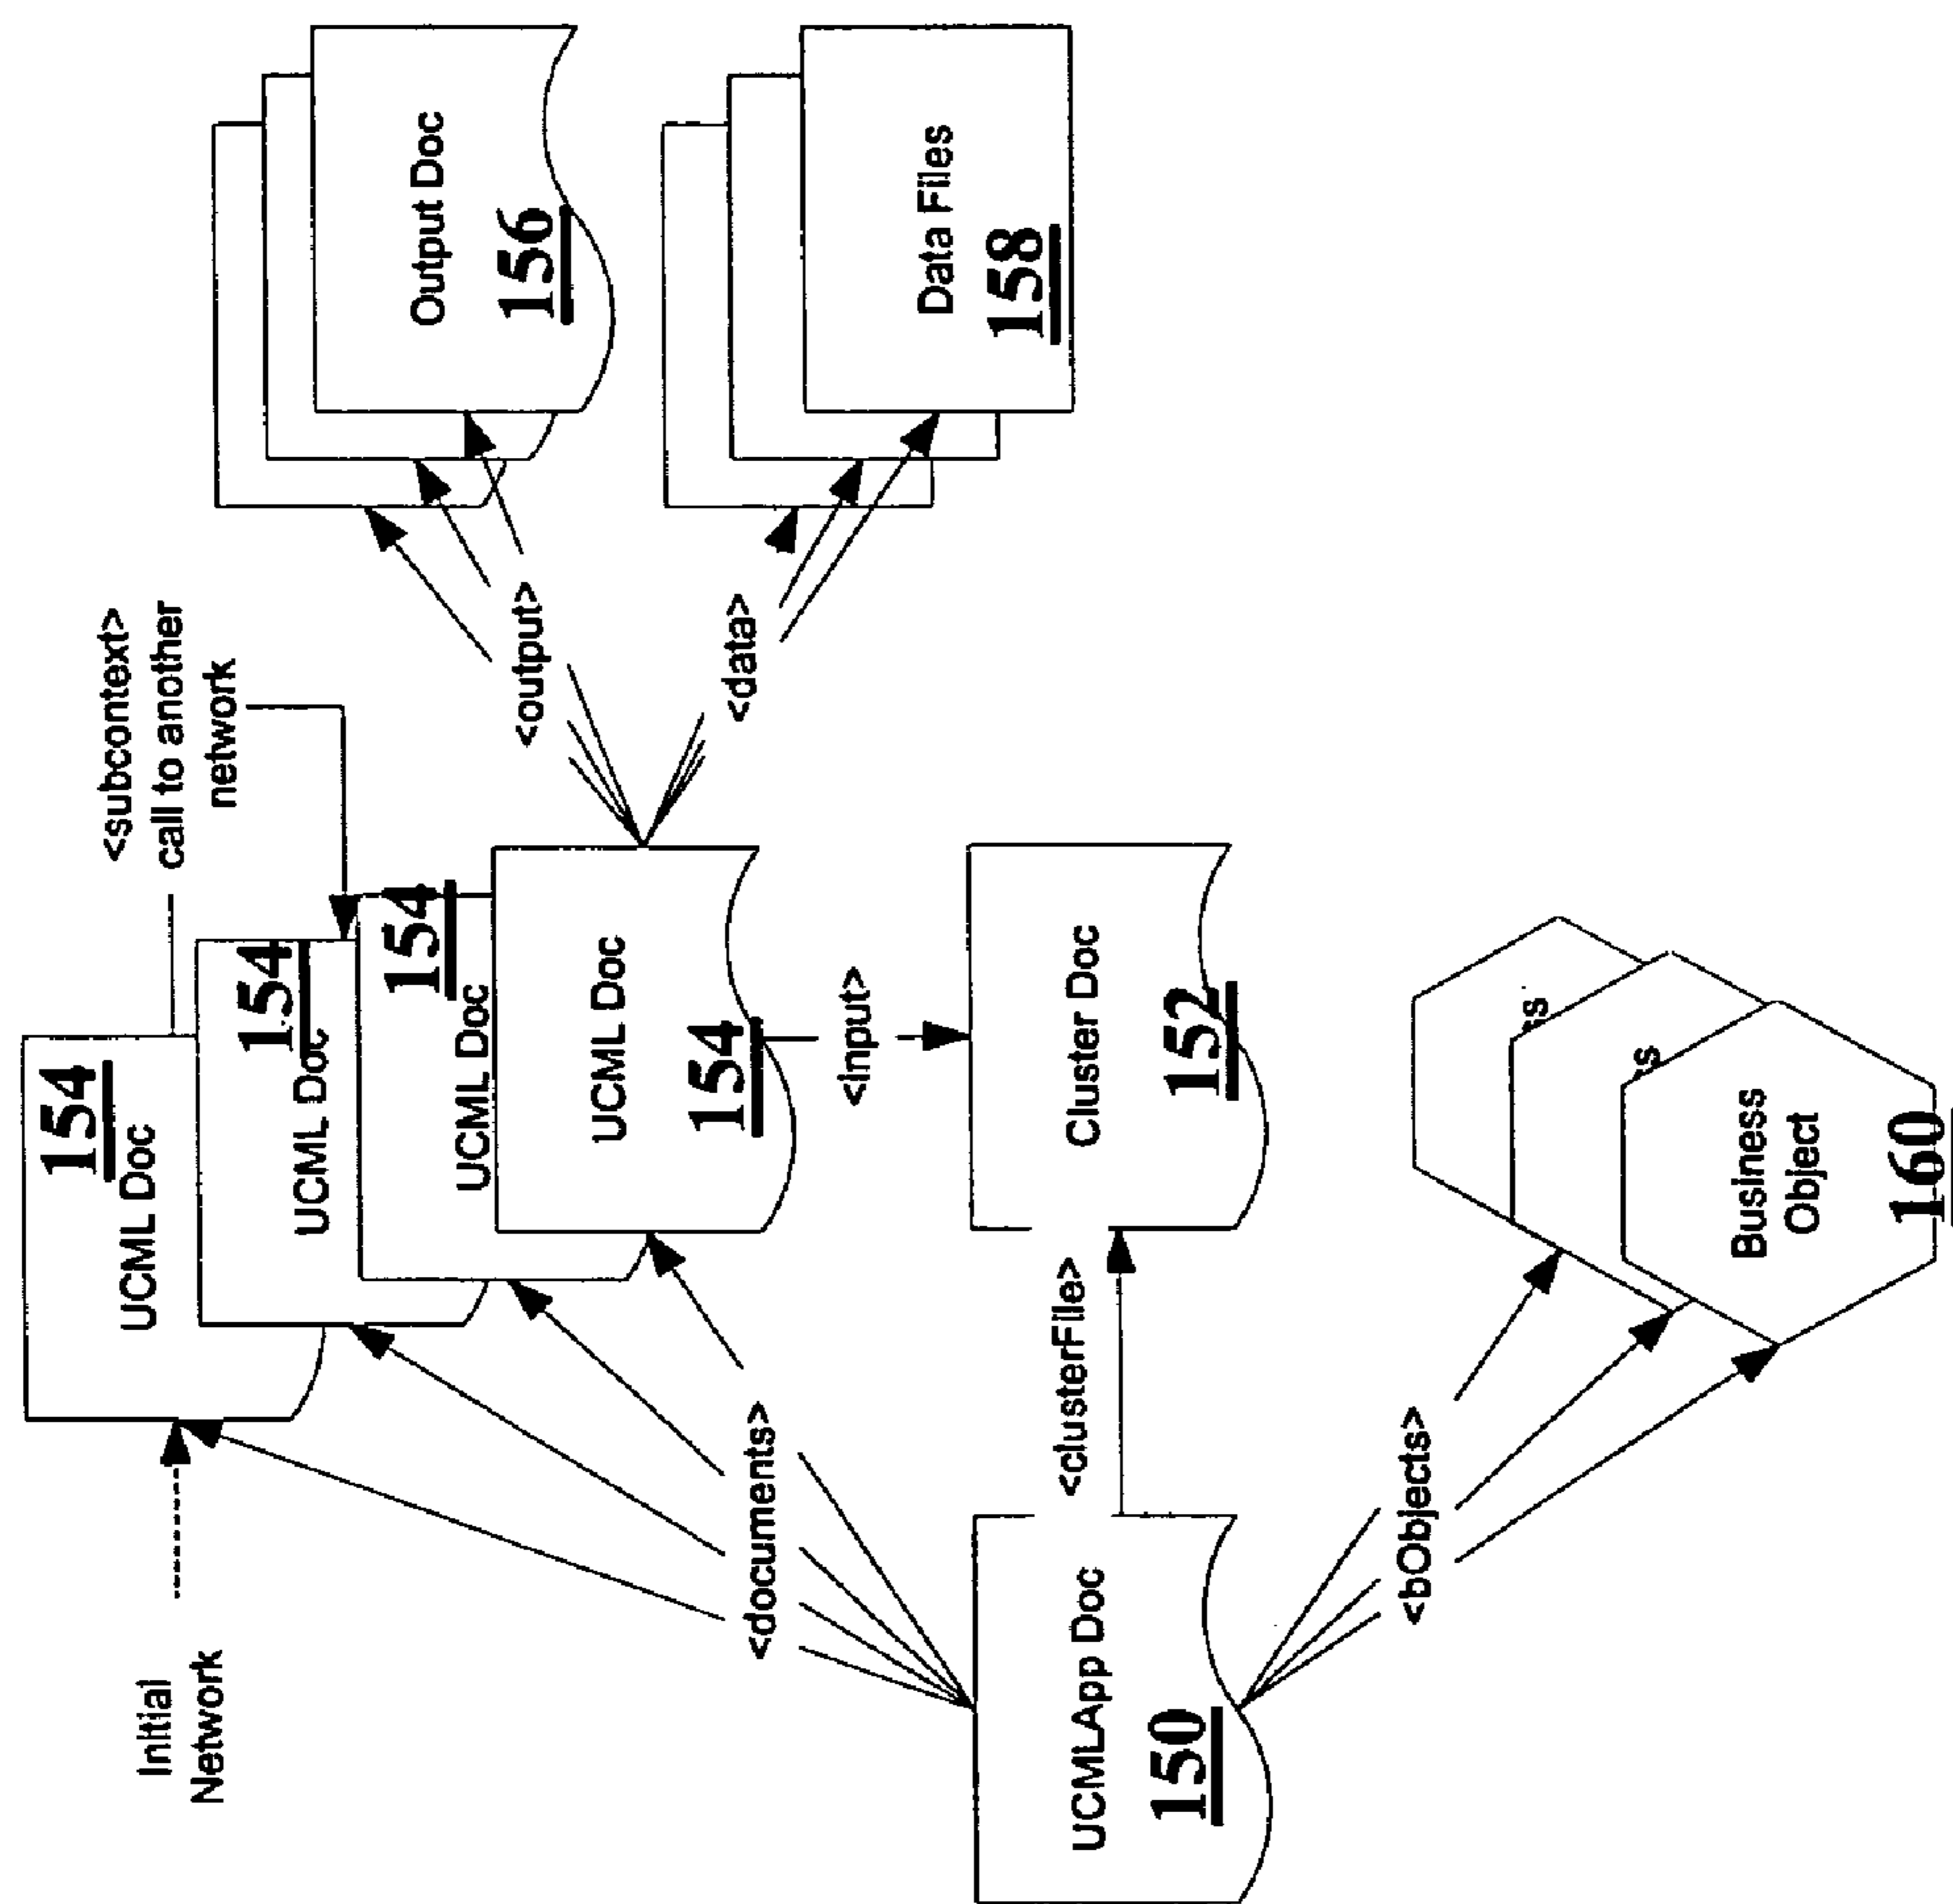 Initial
Network
154
UCML Doc
<subcontext>
call to another
network
154
UCML Doc
154
UCML Doc
UCML Doc
154
<output>
Output Doc
156
<data>
Data Files
158
<documents>
<input>
UCMLApp Doc
150
<clusterFile>
Cluster Doc
152
<bObjects>
ss
s
Business
Object
160